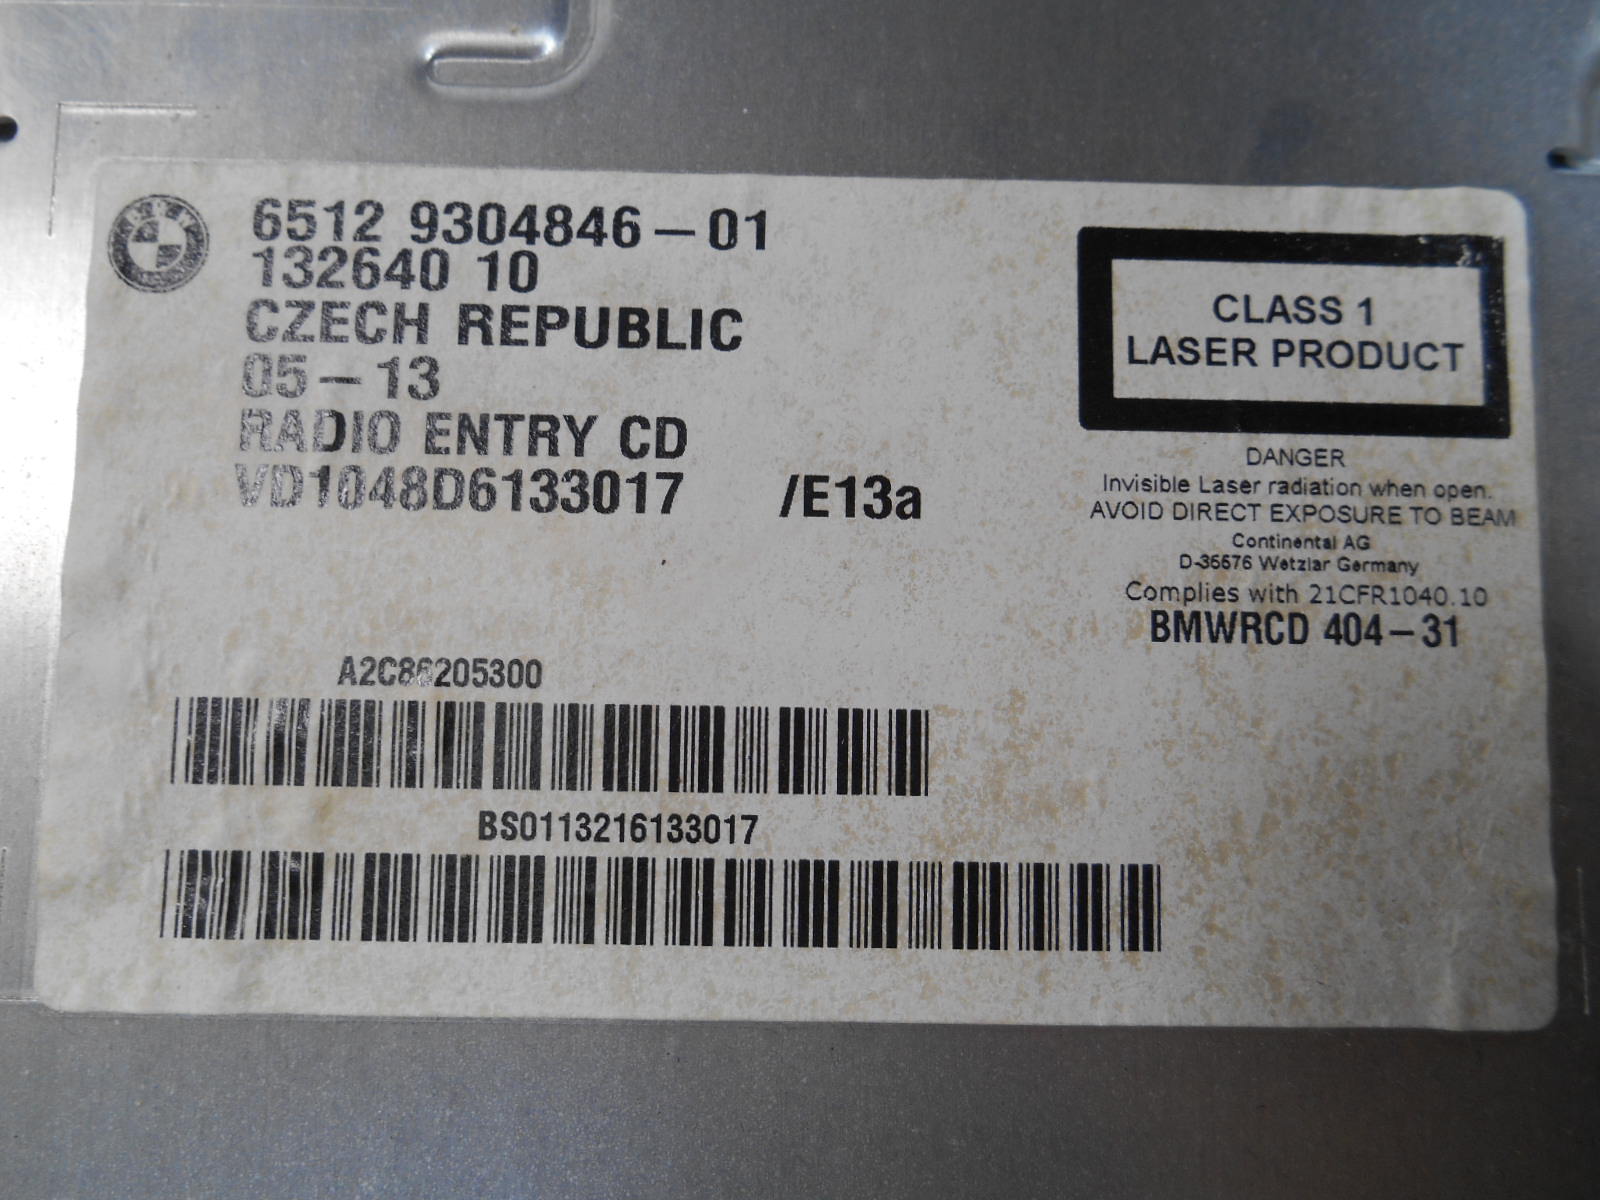 6512 9304846-01
132640 10
CZECH REPUBLIC
05-13
RADIO ENTRY CD
VD1048D6133017 /E13a
CLASS 1
LASER PRODUCT
DANGER
Invisible Laser radiation when open.
AVOID DIRECT EXPOSURE TO BEAM
Continental AG
D-35576 Wetzlar Germany
Complies with 21CFR1040.10
BMWRCD 404-31
A2C86205300
BS0113216133017